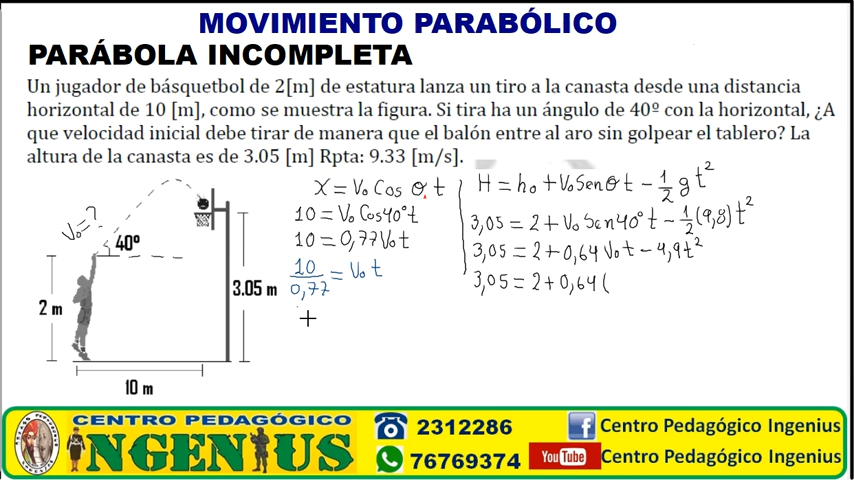 MOVIMIENTO PARABÓLICO
PARÁBOLA INCOMPLETA
Un jugador de básquetbol de 2[m] de estatura lanza un tiro a la canasta desde una distancia
horizontal de 10 [m], como se muestra la figura. Si tira ha un ángulo de 40º con la horizontal, ¿A
que velocidad inicial debe tirar de manera que el balón entre al aro sin golpear el tablero? La
altura de la canasta es de 3.05 [m] Rpta: 9.33 [m/s].
V₀=?
40º
2 m
3.05 m
10 m
X = V₀ Cos θ. t
10 = V₀ Cos40° t
10 = 0,77 V₀ t
10/0,77 = V₀ t
H = h₀ + V₀ Sen θ t - 1/2 g t²
3,05 = 2 + V₀ Sen40° t - 1/2 (9,8) t²
3,05 = 2 + 0,64 V₀ t - 4,9 t²
3,05 = 2 + 0,64 (
CENTRO PEDAGÓGICO
INGENIUS
2312286
76769374
Centro Pedagógico Ingenius
YouTube Centro Pedagógico Ingenius